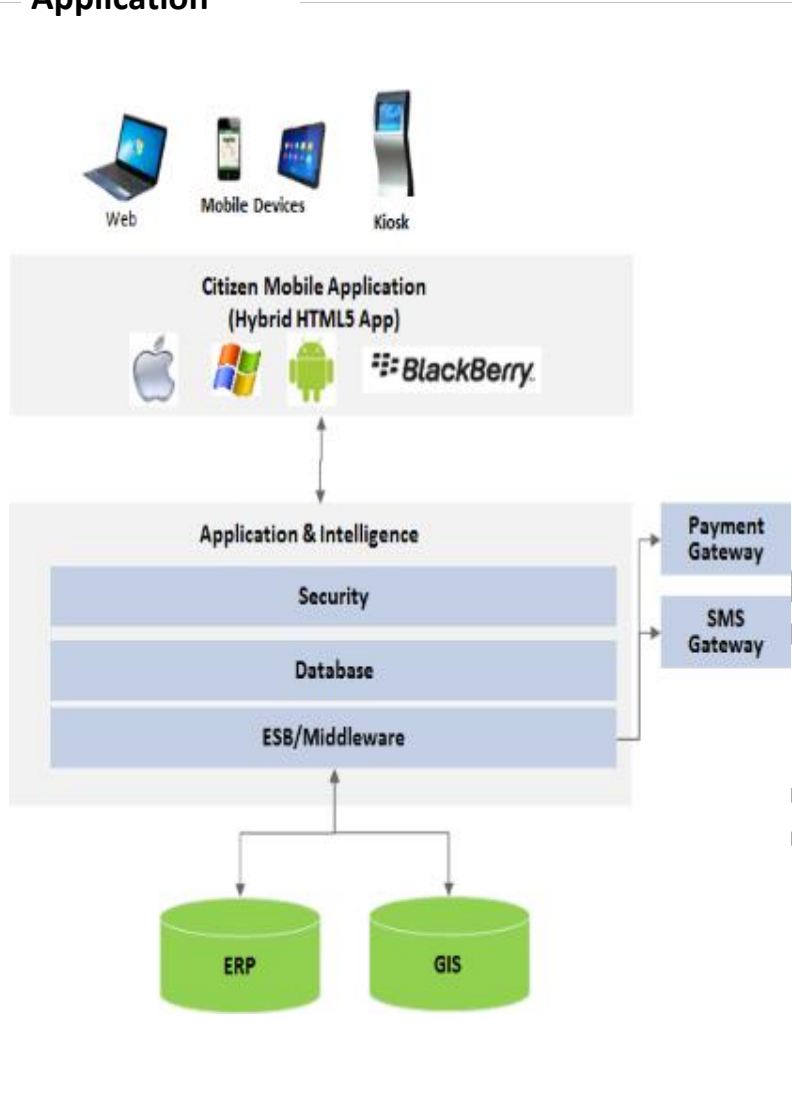 Application
Web
Mobile Devices
Kiosk
Citizen Mobile Application
(Hybrid HTML5 App)
BlackBerry.
Application & Intelligence
Security
Database
ESB/Middleware
Payment
Gateway
SMS
Gateway
ERP
GIS